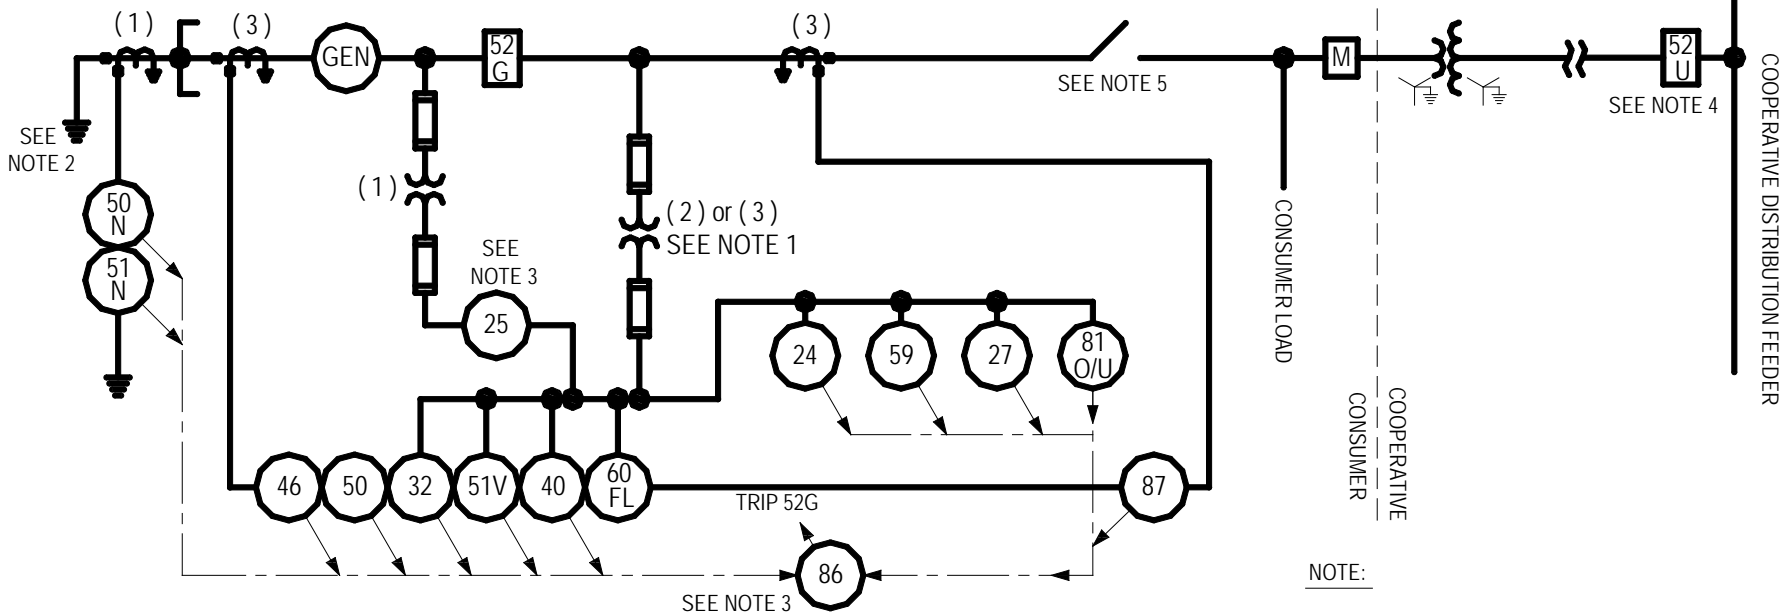 ( 1 )
( 3 )
GEN
52
G
( 3 )
SEE NOTE 5
M
52
U
SEE NOTE 4
COOPERATIVE DISTRIBUTION FEEDER
SEE
NOTE 2
( 1 )
( 2 ) or ( 3 )
SEE NOTE 1
50
N
51
N
SEE
NOTE 3
25
24
59
27
81
O/U
CONSUMER LOAD
CONSUMER
COOPERATIVE
46
50
32
51V
40
60
FL
TRIP 52G
87
86
SEE NOTE 3
NOTE: